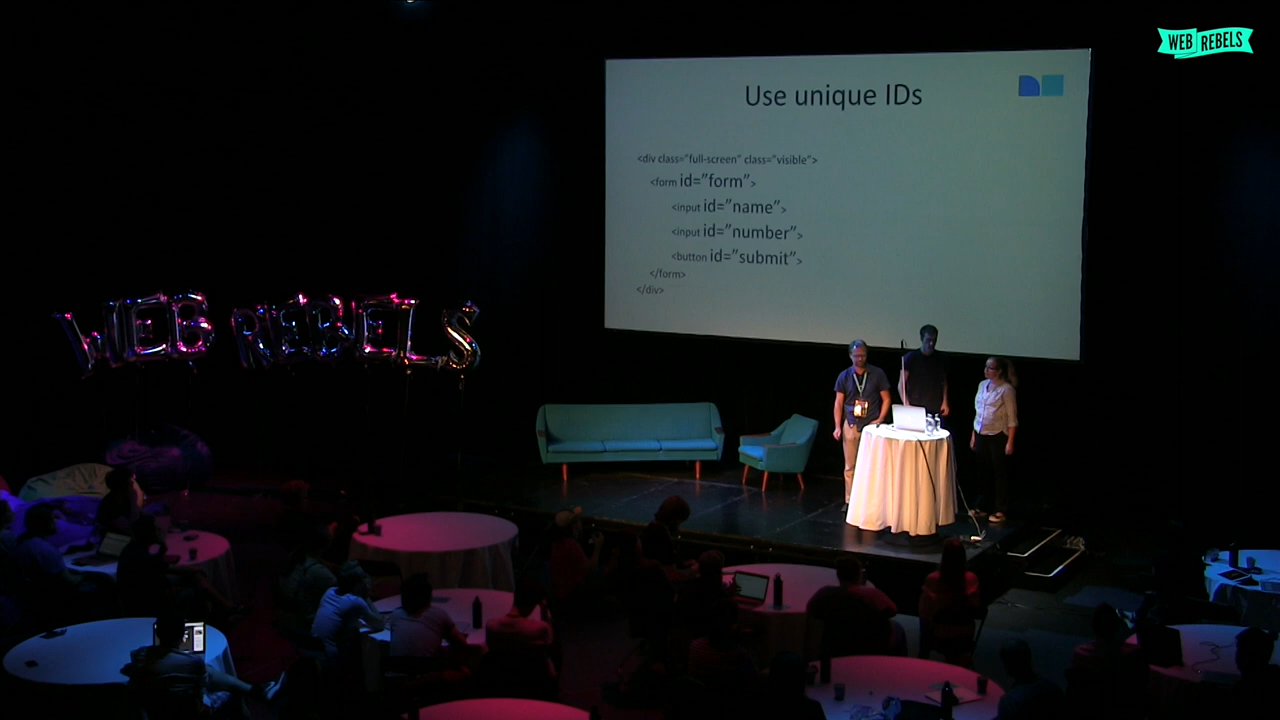 WEB REBELS
Use unique IDs
<div class="full-screen" class="visible">
<form id="form">
<input id="name">
<input id="number">
<button id="submit">
</form>
</div>
WEB REBELS